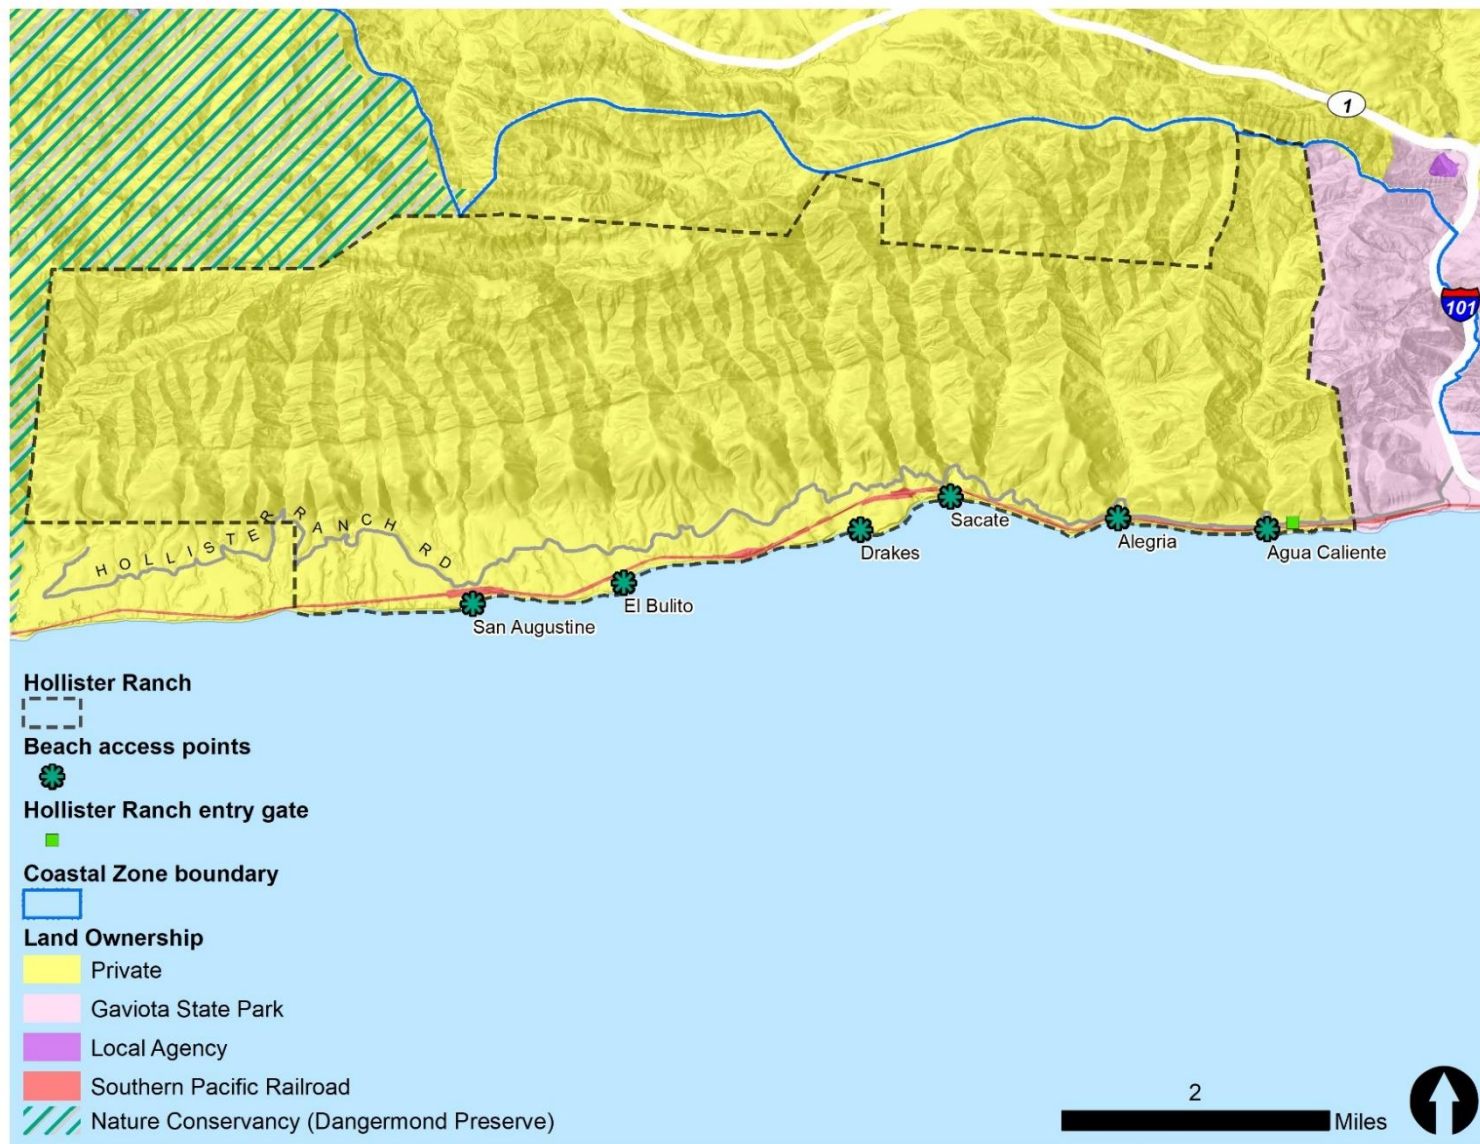 1
101
HOLLISTER RANCH RD
Sacate
Drakes
Alegria
Agua Caliente
El Bulito
San Augustine
Hollister Ranch
Beach access points
Hollister Ranch entry gate
Coastal Zone boundary
Land Ownership
Private
Gaviota State Park
Local Agency
Southern Pacific Railroad
Nature Conservancy (Dangermond Preserve)
2
Miles